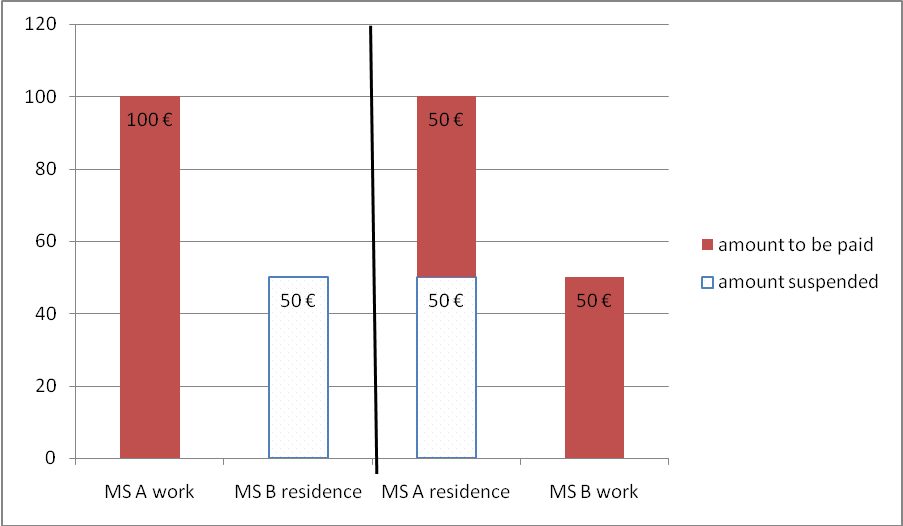 120
100
80
60
40
20
0
100 €
50 €
50 €
50 €
50 €
MS A work
MS B residence
MS A residence
MS B work
amount to be paid
amount suspended